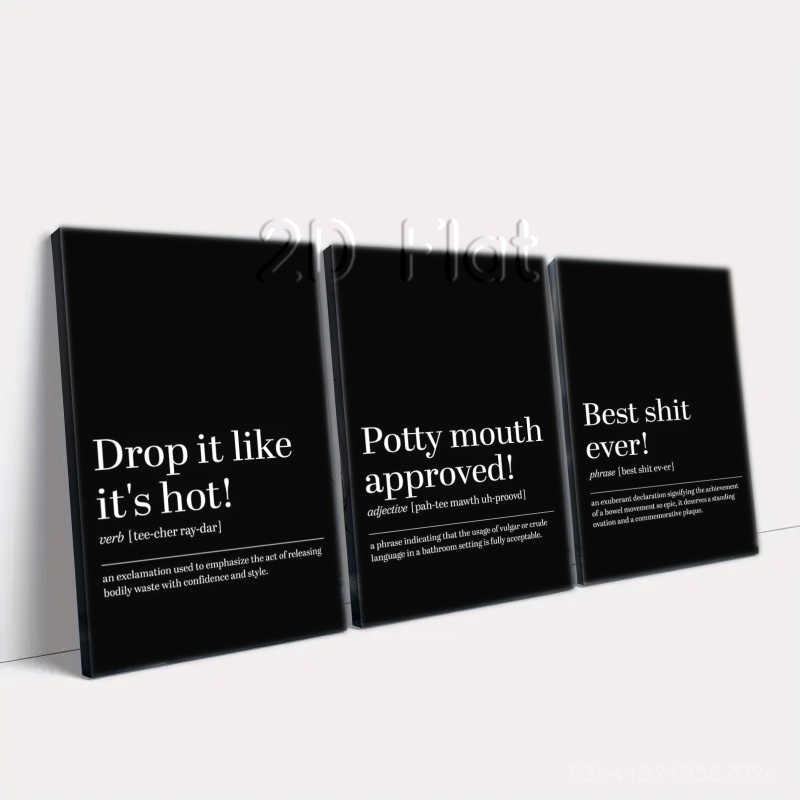 2D Flat
Drop it like
it's hot!
verb [tee-cher ray-dar]
an exclamation used to emphasize the act of releasing
bodily waste with confidence and style.
Potty mouth
approved!
adjective [pah-tee mawth uh-proovd]
a phrase indicating that the usage of vulgar or crude
language in a bathroom setting is fully acceptable.
Best shit
ever!
phrase [best shit ev-er]
an exuberant declaration signifying the achievement
of a bowel movement so epic, it deserves a standing
ovation and a commemorative plaque.
634418219582024